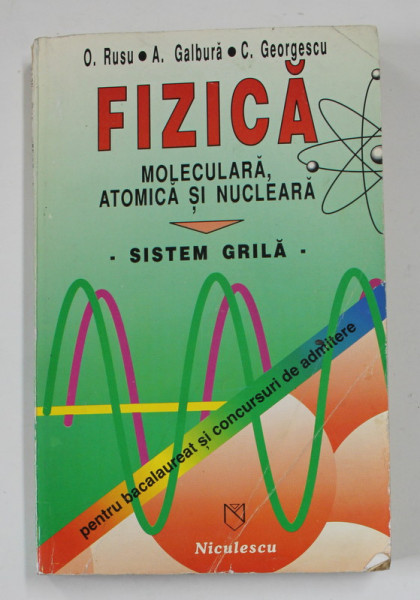 O. Rusu • A. Galbură • C. Georgescu
FIZICĂ
MOLECULARĂ,
ATOMICĂ ȘI NUCLEARĂ
- SISTEM GRILĂ -
pentru bacalaureat și concursuri de admitere
Niculescu